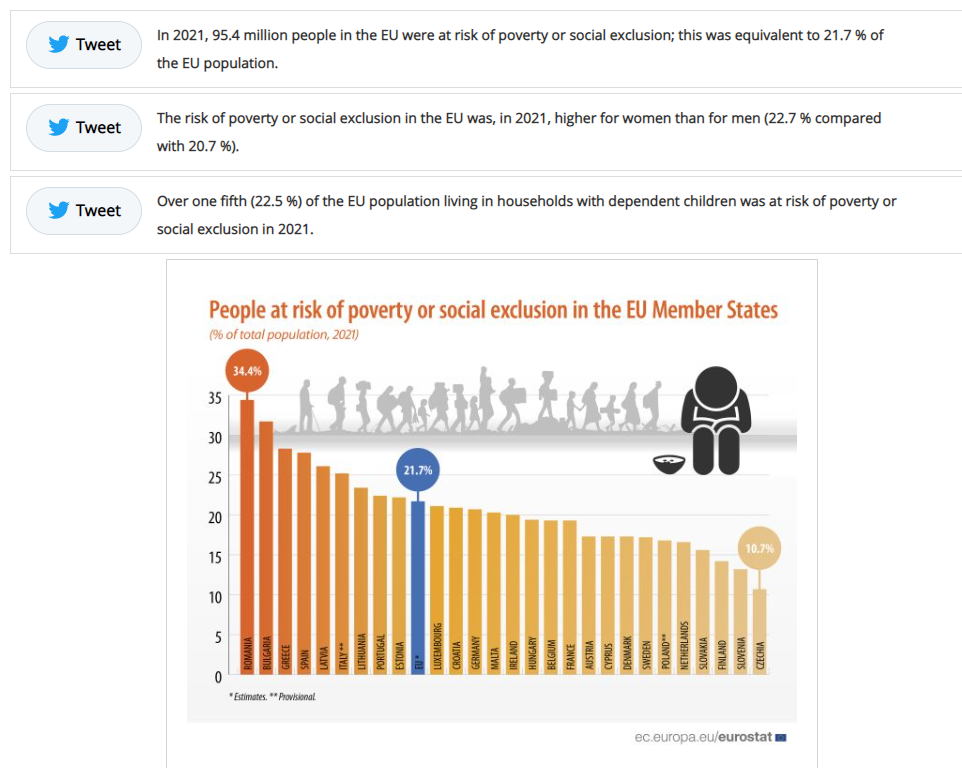 Tweet
In 2021, 95.4 million people in the EU were at risk of poverty or social exclusion; this was equivalent to 21.7 % of
the EU population.
Tweet
The risk of poverty or social exclusion in the EU was, in 2021, higher for women than for men (22.7 % compared
with 20.7 %).
Tweet
Over one fifth (22.5 %) of the EU population living in households with dependent children was at risk of poverty or
social exclusion in 2021.
People at risk of poverty or social exclusion in the EU Member States
(% of total population, 2021)
34.4%
21.7%
10.7%
35
30
25
20
15
10
5
0
ROMANIA
BULGARIA
GREECE
SPAIN
LATVIA
ITALY **
LITHUANIA
PORTUGAL
ESTONIA
EU *
LUXEMBOURG
CROATIA
GERMANY
MALTA
IRELAND
HUNGARY
BELGIUM
FRANCE
AUSTRIA
CYPRUS
DENMARK
SWEDEN
POLAND**
NETHERLANDS
SLOVAKIA
FINLAND
SLOVENIA
CZECHIA
* Estimates. ** Provisional.
ec.europa.eu/eurostat